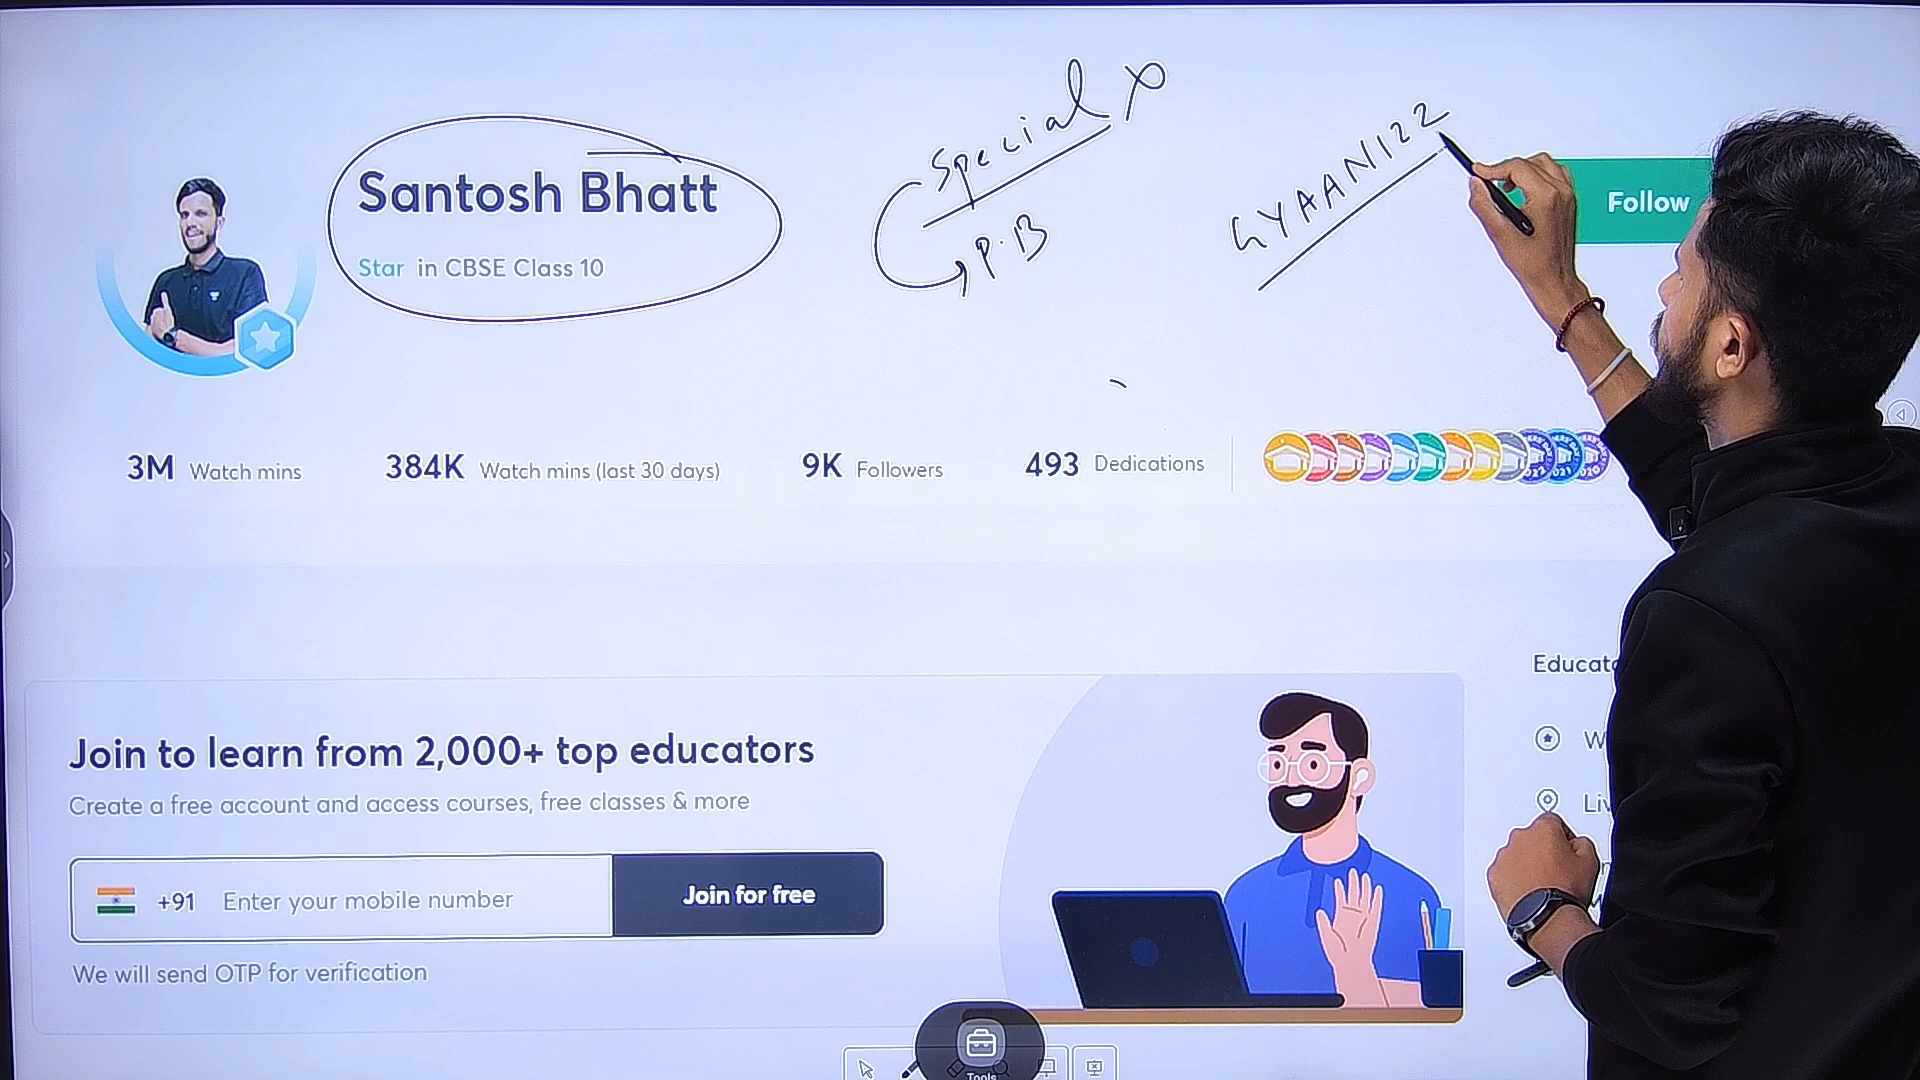 Special
P.B
GYAANI22
Santosh Bhatt
Follow
Star in CBSE Class 10
3M Watch mins
384K Watch mins (last 30 days)
9K Followers
493 Dedications
Join to learn from 2,000+ top educators
Create a free account and access courses, free classes & more
+91 Enter your mobile number
Join for free
We will send OTP for verification
Tools